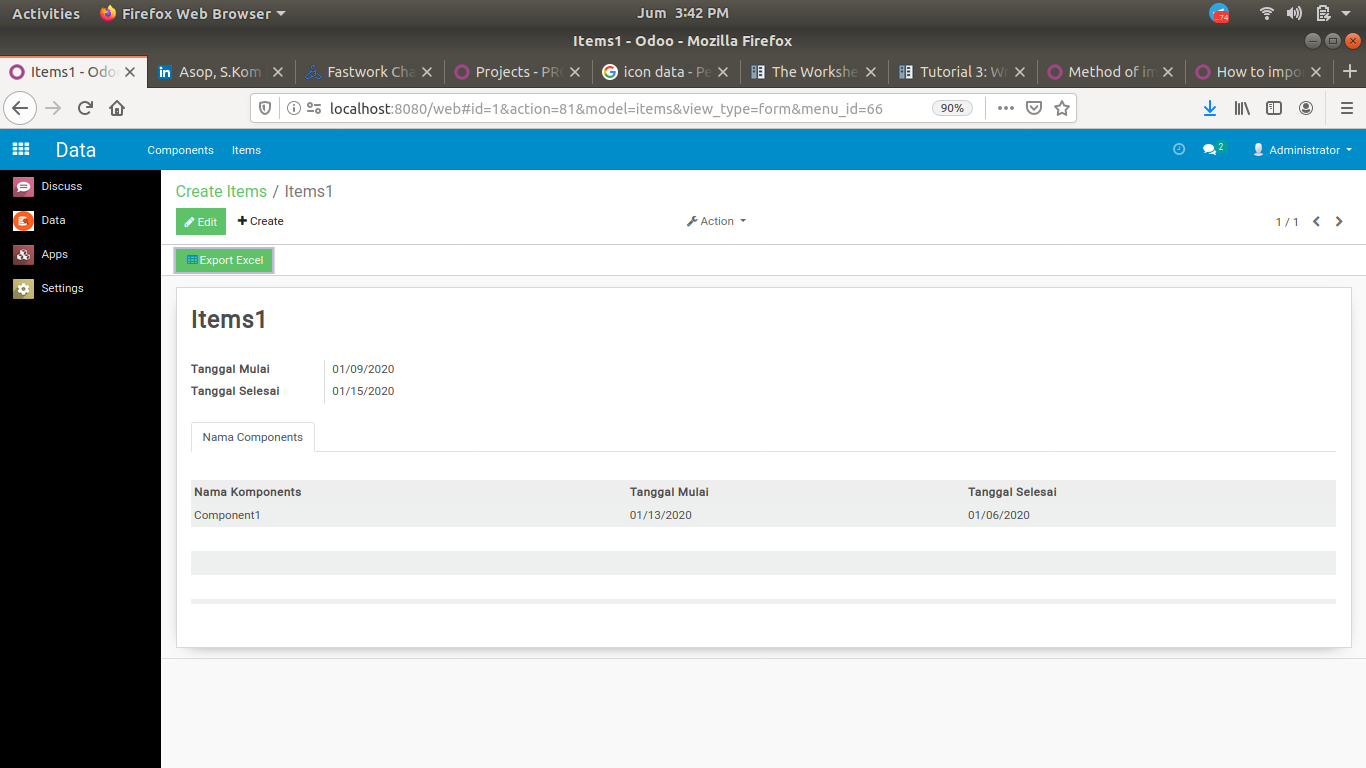 Activities Firefox Web Browser Jum 3:42 PM 74
Items1 - Odoo - Mozilla Firefox
Items1 - Odoo Asop, S.Kom Fastwork Cha Projects - PR icon data - Pe The Workshe Tutorial 3: Wr Method of im How to impo
localhost:8080/web#id=1&action=81&model=items&view_type=form&menu_id=66 90%
Data Components Items 2 Administrator
Discuss
Data
Apps
Settings
Create Items / Items1
Edit Create Action 1 / 1
Export Excel
Items1
Tanggal Mulai 01/09/2020
Tanggal Selesai 01/15/2020
Nama Components
Nama Komponents Tanggal Mulai Tanggal Selesai
Component1 01/13/2020 01/06/2020